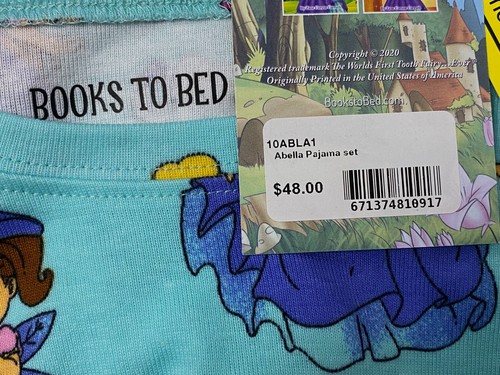 Copyright © 2020
Registered trademark The Worlds First Tooth Fairy... Ever
Originally Printed in the United States of America
BooksToBed.com
BOOKS TO BED
10ABLA1
Abella Pajama set
$48.00
671374810917